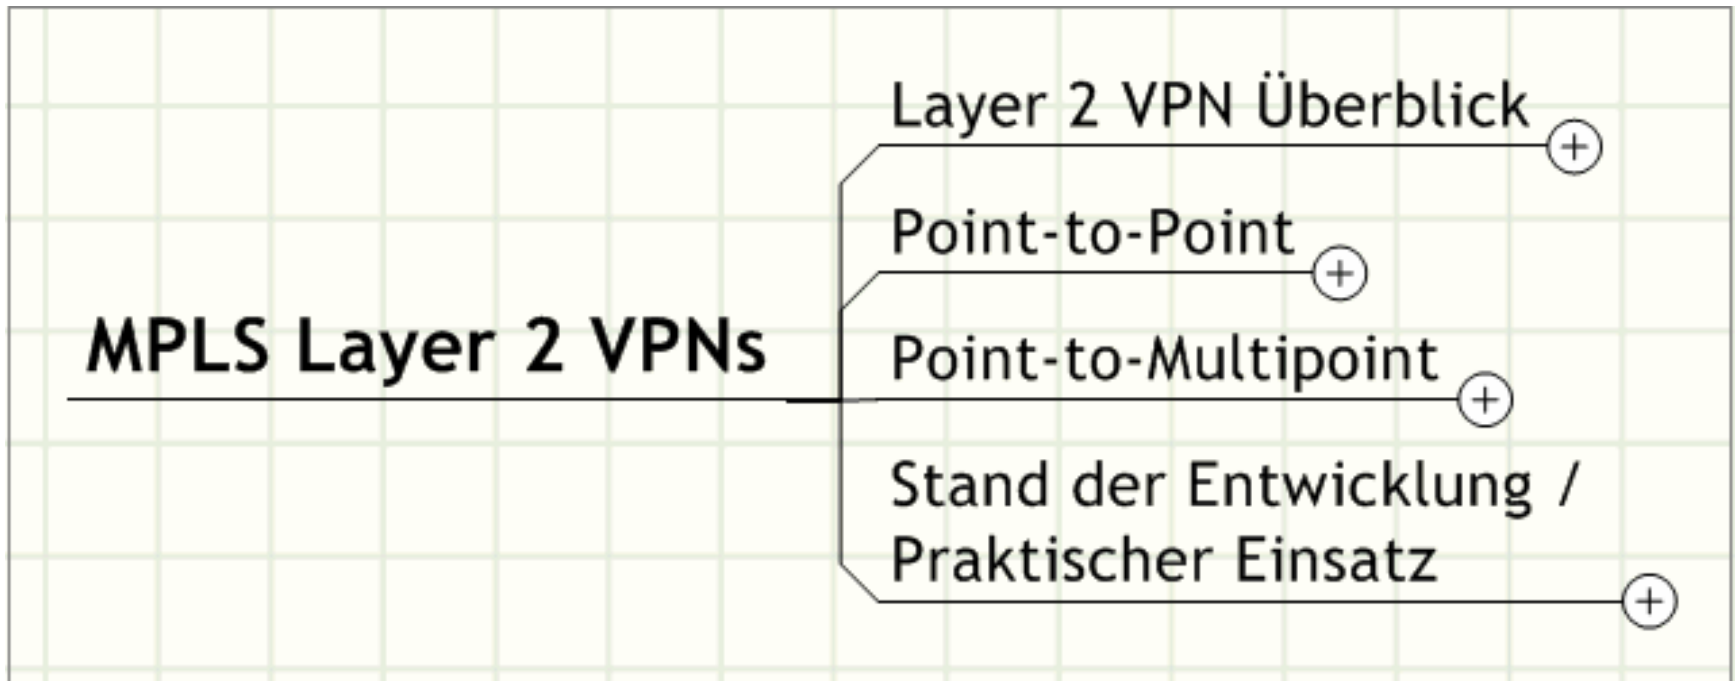 MPLS Layer 2 VPNs
Layer 2 VPN Überblick
Point-to-Point
Point-to-Multipoint
Stand der Entwicklung /
Praktischer Einsatz